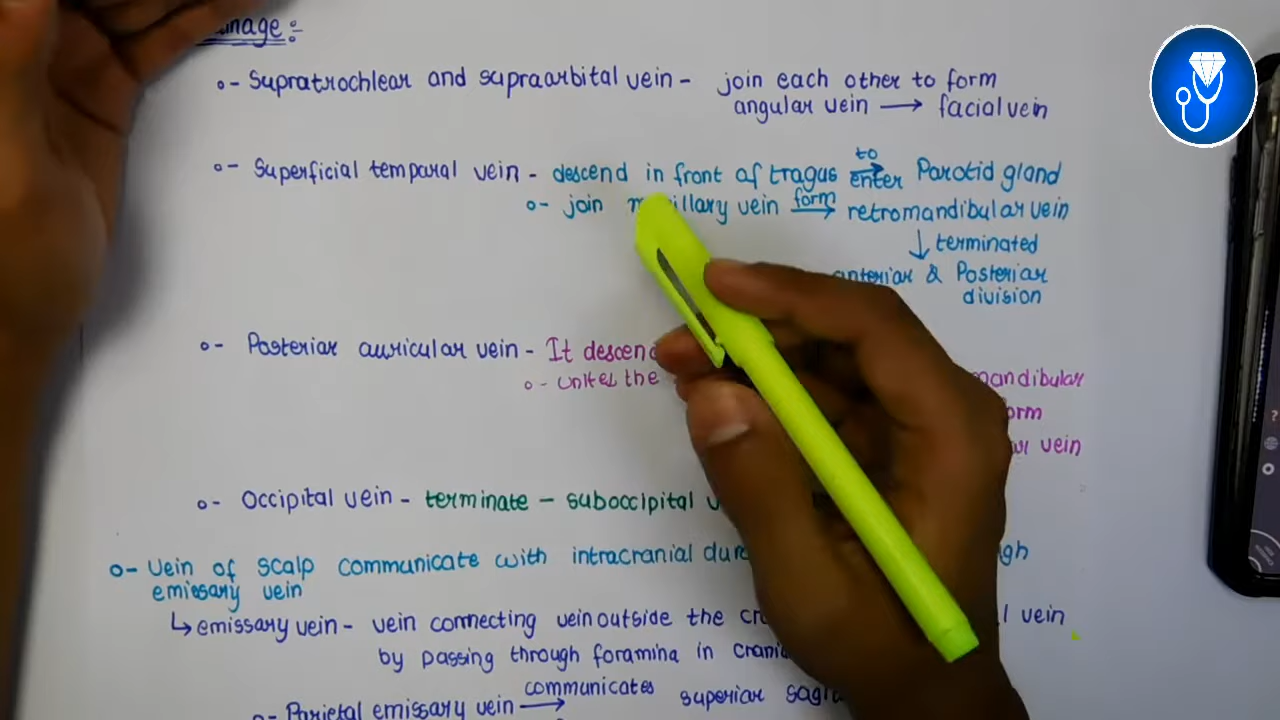 o- Supratrochlear and supraorbital vein - join each other to form
angular vein → facial vein
o- Superficial temporal vein - descend in front of tragus to enter Parotid gland
o- join vein form → retromandibular vein
↓ terminated
anterior & Posterior
division
o- Posterior auricular vein - It descend
o- unites the
form
vein
o- Occipital vein - terminate - suboccipital
o- Vein of scalp communicate with intracranial
emissary vein
↳ emissary vein - vein connecting vein outside the vein
by passing through foramina in
communicates
o- Parietal emissary vein → superior